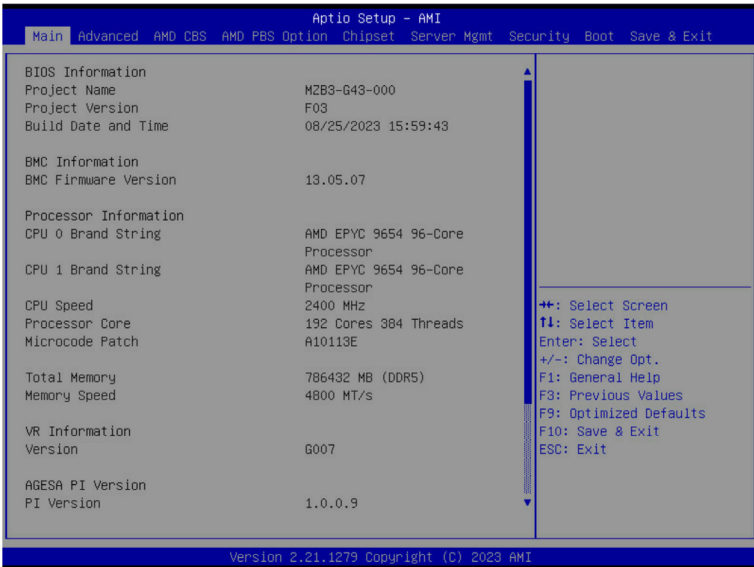 Aptio Setup – AMI
Main Advanced AMD CBS AMD PBS Option Chipset Server Mgmt Security Boot Save & Exit
BIOS Information
Project Name MZB3-G43-000
Project Version F03
Build Date and Time 08/25/2023 15:59:43
BMC Information
BMC Firmware Version 13.05.07
Processor Information
CPU 0 Brand String AMD EPYC 9654 96-Core
Processor
CPU 1 Brand String AMD EPYC 9654 96-Core
Processor
CPU Speed 2400 MHz
Processor Core 192 Cores 384 Threads
Microcode Patch A10113E
Total Memory 786432 MB (DDR5)
Memory Speed 4800 MT/s
VR Information
Version G007
AGESA PI Version
PI Version 1.0.0.9
→←: Select Screen
↑↓: Select Item
Enter: Select
+/-: Change Opt.
F1: General Help
F3: Previous Values
F9: Optimized Defaults
F10: Save & Exit
ESC: Exit
Version 2.21.1279 Copyright (C) 2023 AMI